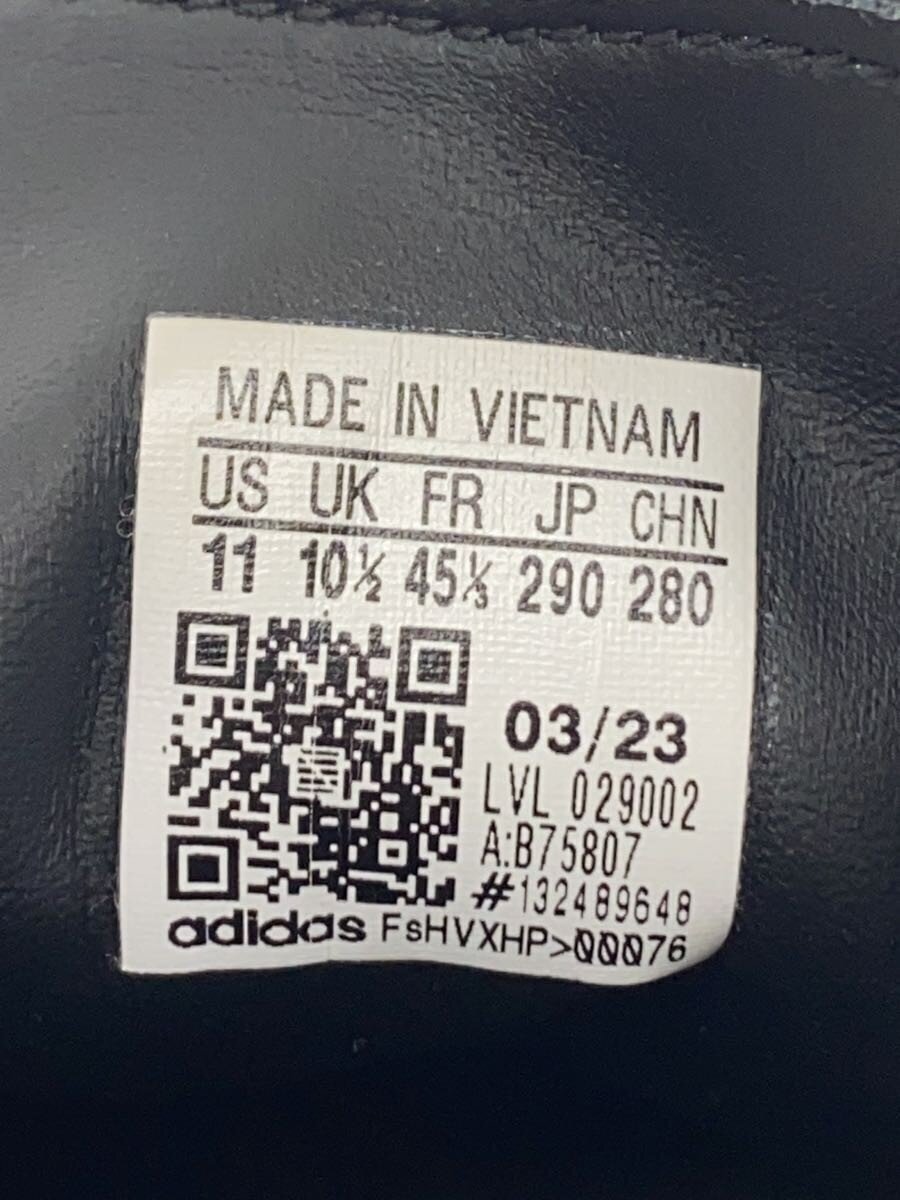 MADE IN VIETNAM
US UK FR JP CHN
11 10½ 45⅓ 290 280
03/23
LVL 029002
A:B75807
#132489648
adidas FsHVXHP>00076